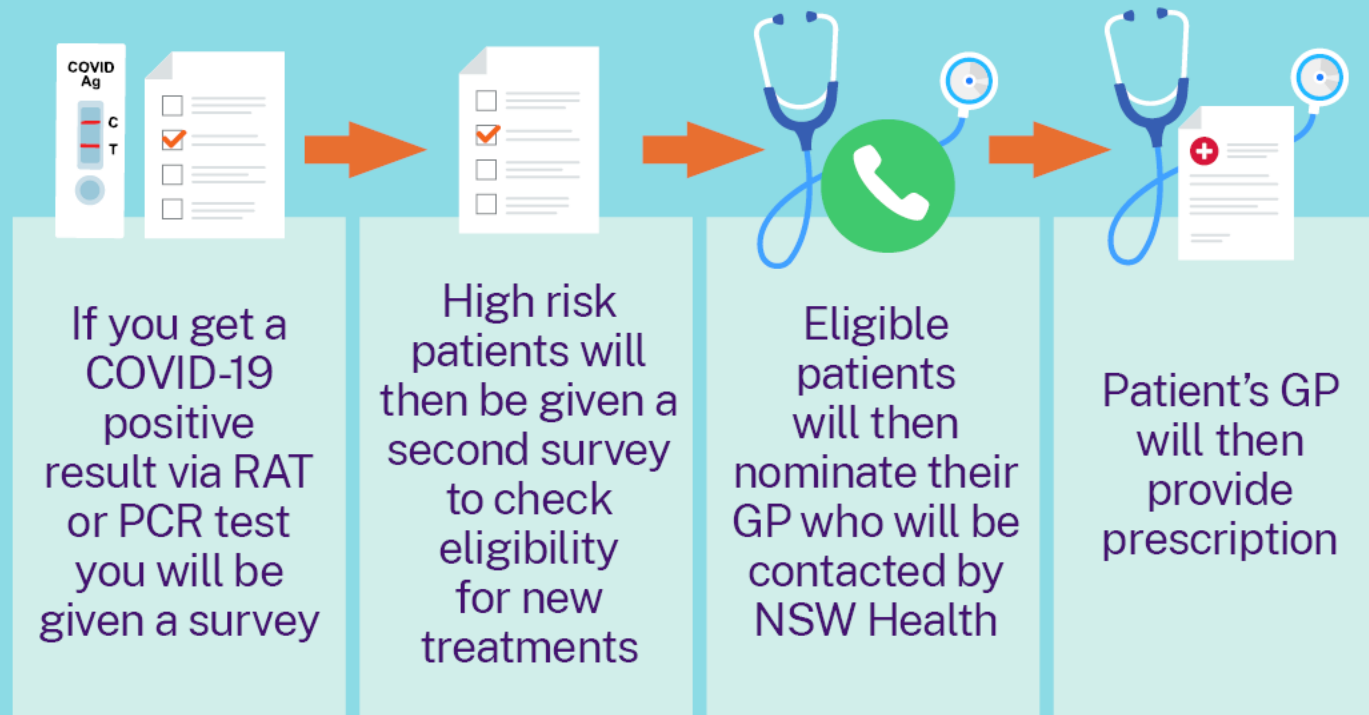 COVID
Ag
C
T
If you get a
COVID-19
positive
result via RAT
or PCR test
you will be
given a survey
High risk
patients will
then be given a
second survey
to check
eligibility
for new
treatments
Eligible
patients
will then
nominate their
GP who will be
contacted by
NSW Health
Patient’s GP
will then
provide
prescription